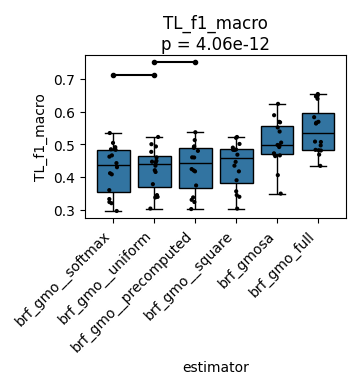 TL_f1_macro
p = 4.06e-12
TL_f1_macro
0.7
0.6
0.5
0.4
0.3
brf_gmo__softmax
brf_gmo__uniform
brf_gmo__precomputed
brf_gmo__square
brf_gmosa
brf_gmo_full
estimator